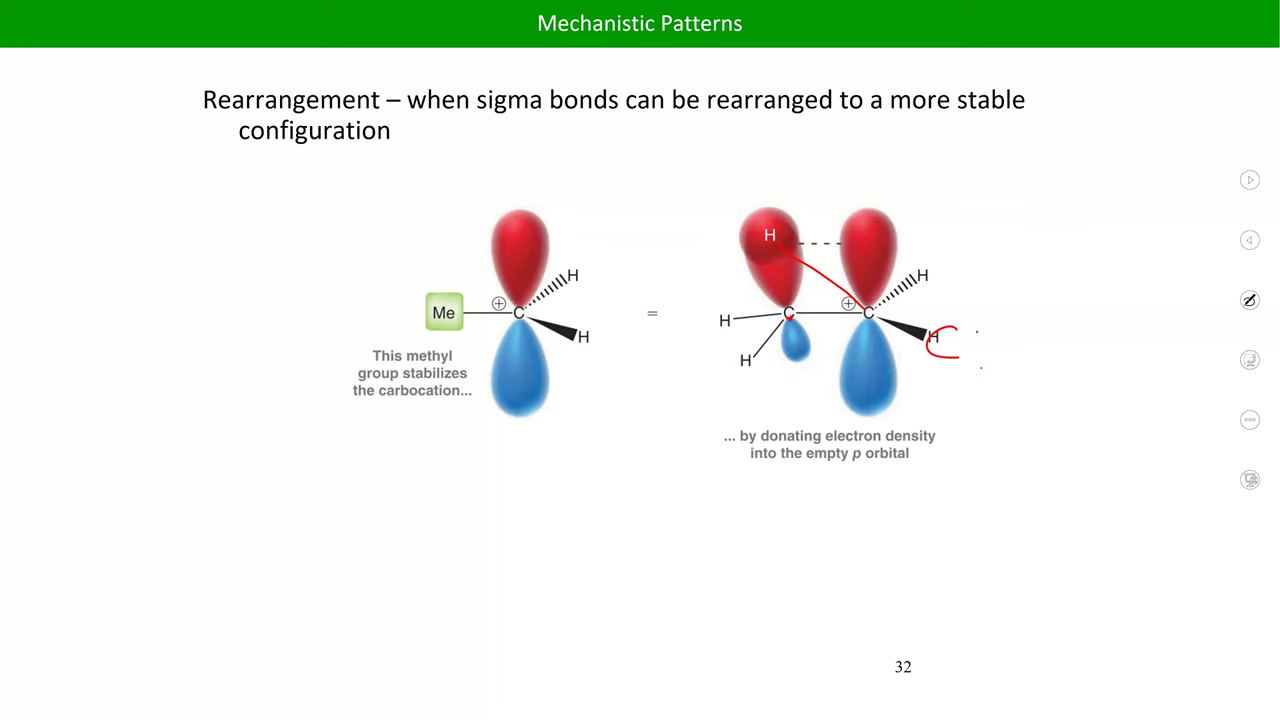 Mechanistic Patterns
Rearrangement – when sigma bonds can be rearranged to a more stable
configuration
Me
⊕
C
H
H
This methyl
group stabilizes
the carbocation...
=
H
H
H
C
⊕
C
H
H
... by donating electron density
into the empty p orbital
32